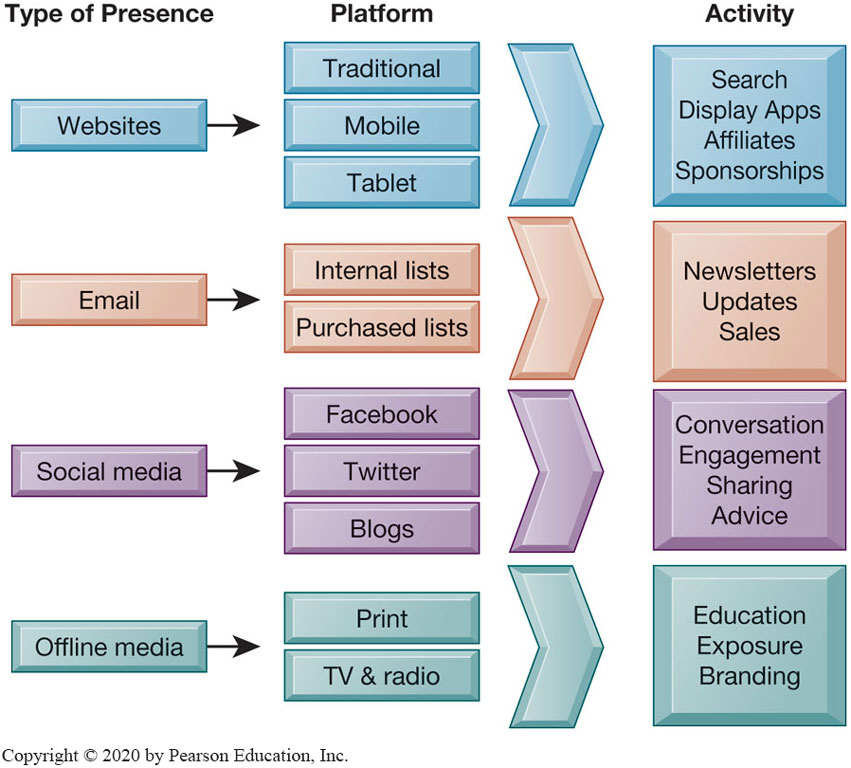 Type of Presence
Platform
Activity
Websites
Traditional
Mobile
Tablet
Search
Display Apps
Affiliates
Sponsorships
Email
Internal lists
Purchased lists
Newsletters
Updates
Sales
Social media
Facebook
Twitter
Blogs
Conversation
Engagement
Sharing
Advice
Offline media
Print
TV & radio
Education
Exposure
Branding
Copyright © 2020 by Pearson Education, Inc.